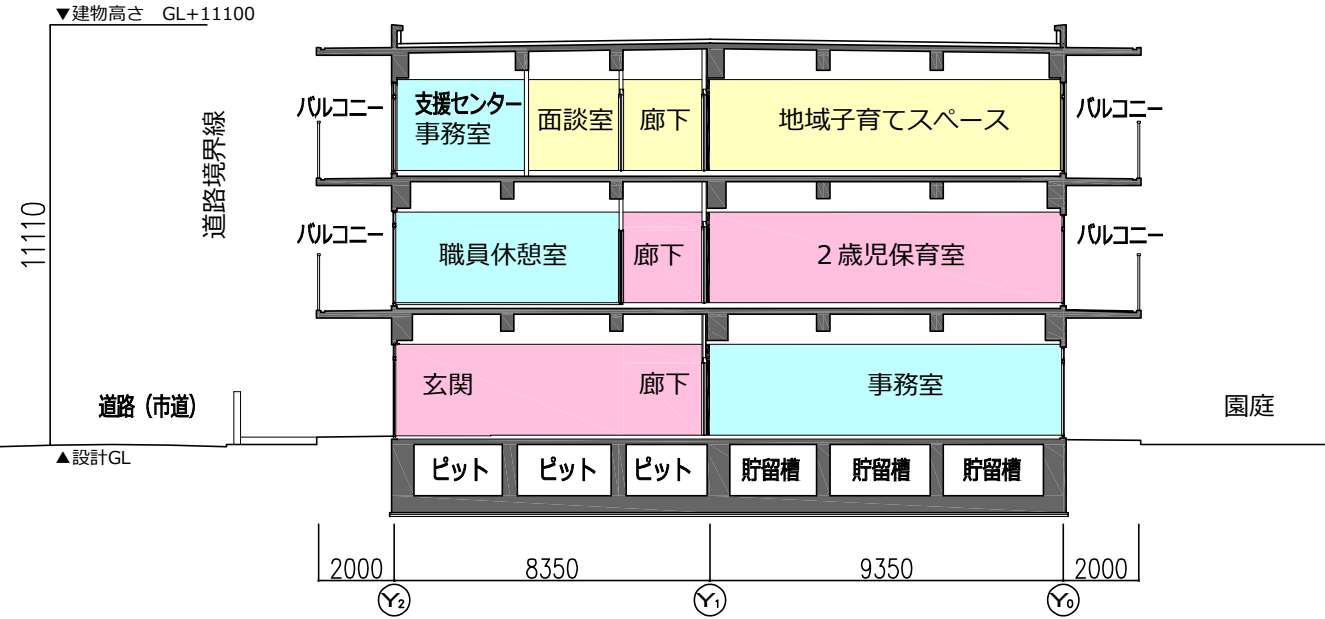 ▼建物高さ GL+11100
バルコニー
支援センター
事務室
面談室
廊下
地域子育てスペース
バルコニー
道路境界線
11110
バルコニー
職員休憩室
廊下
2歳児保育室
バルコニー
道路（市道）
玄関
廊下
事務室
園庭
▲設計GL
ピット
ピット
ピット
貯留槽
貯留槽
貯留槽
2000
8350
9350
2000
Y2
Y1
Y0